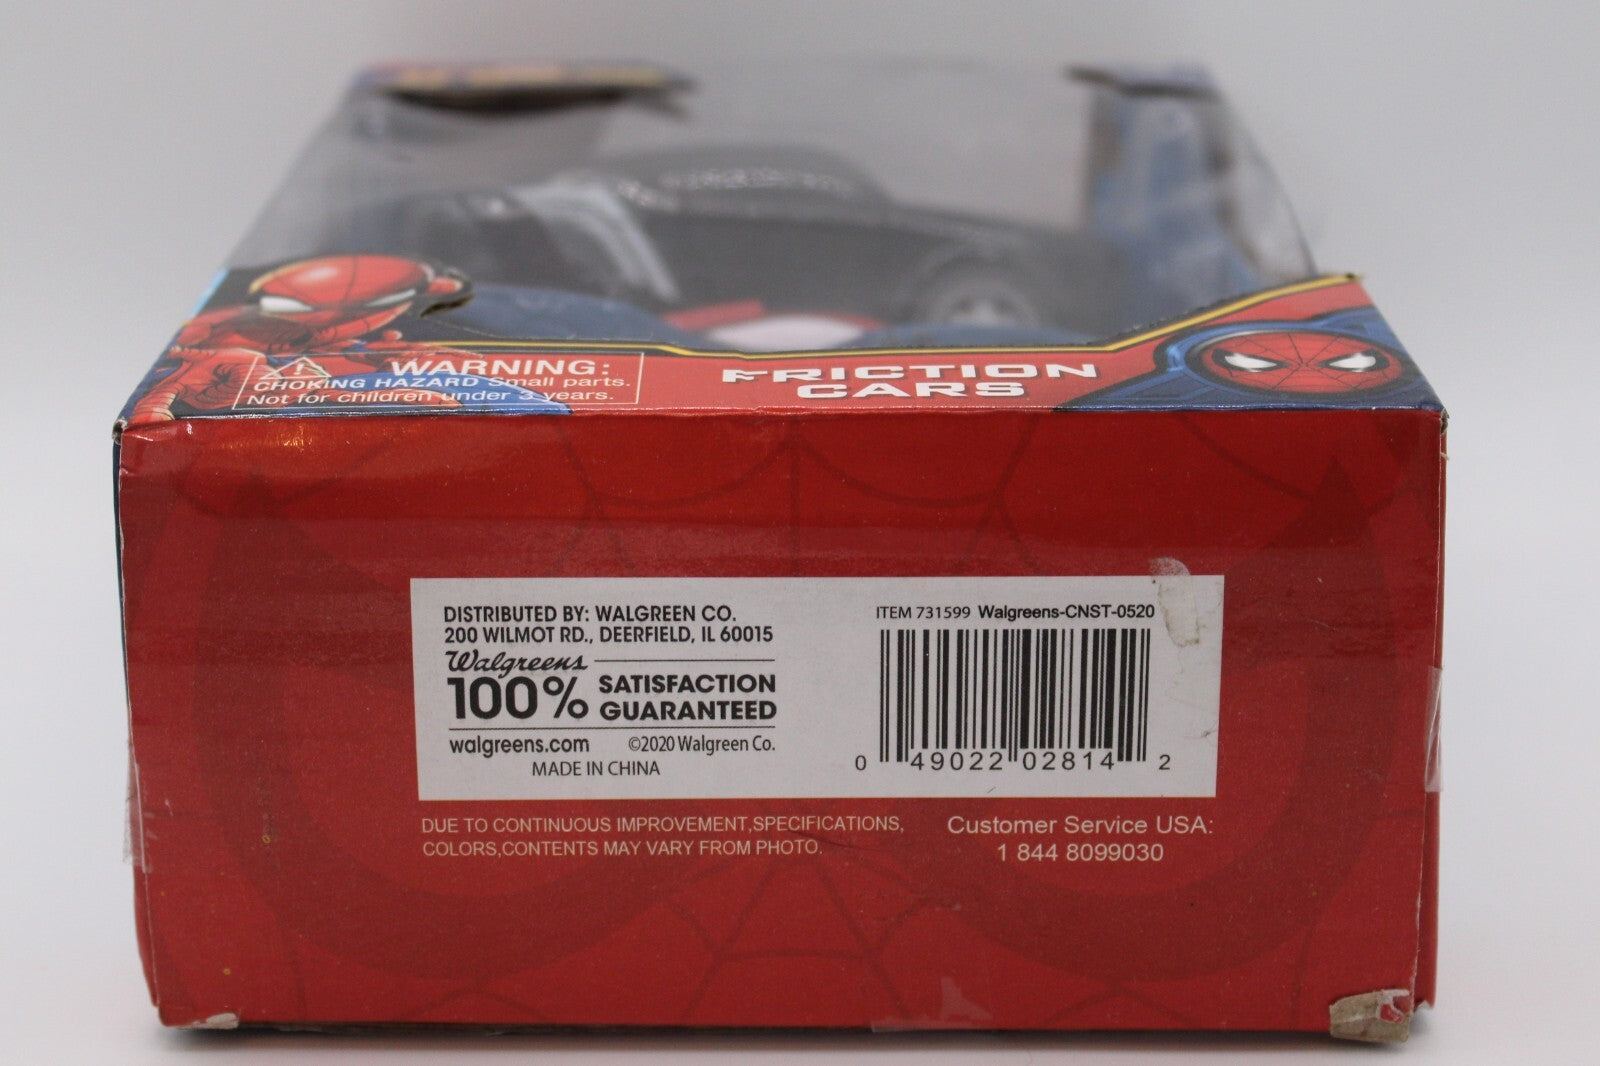 WARNING:
CHOKING HAZARD Small parts.
Not for children under 3 years.
FRICTION
CARS
DISTRIBUTED BY: WALGREEN CO.
200 WILMOT RD., DEERFIELD, IL 60015
Walgreens
100% SATISFACTION
GUARANTEED
walgreens.com ©2020 Walgreen Co.
MADE IN CHINA
ITEM 731599 Walgreens-CNST-0520
0 49022 02814 2
DUE TO CONTINUOUS IMPROVEMENT,SPECIFICATIONS,
COLORS,CONTENTS MAY VARY FROM PHOTO.
Customer Service USA:
1 844 8099030